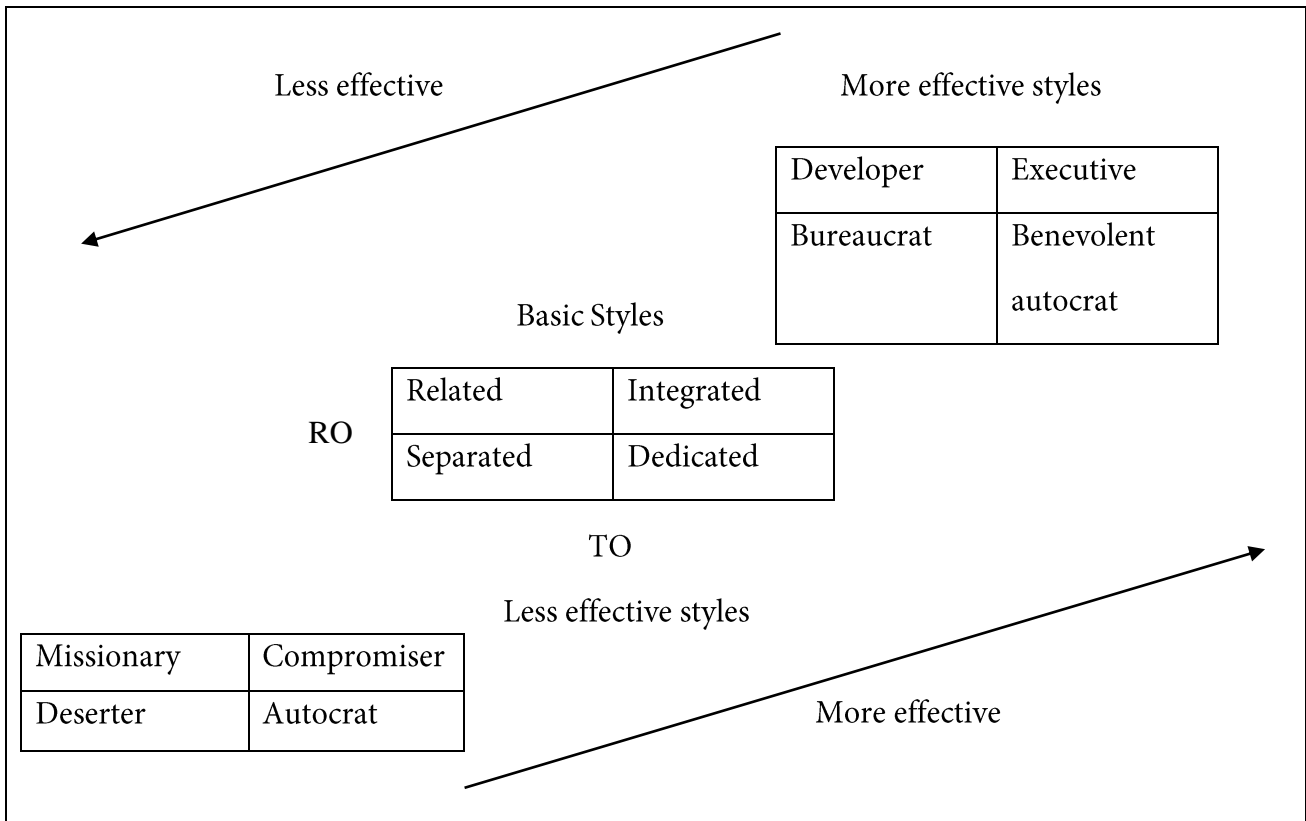 Less effective
More effective styles
Developer
Executive
Bureaucrat
Benevolent
autocrat
Basic Styles
Related
Integrated
RO
Separated
Dedicated
TO
Less effective styles
Missionary
Compromiser
Deserter
Autocrat
More effective